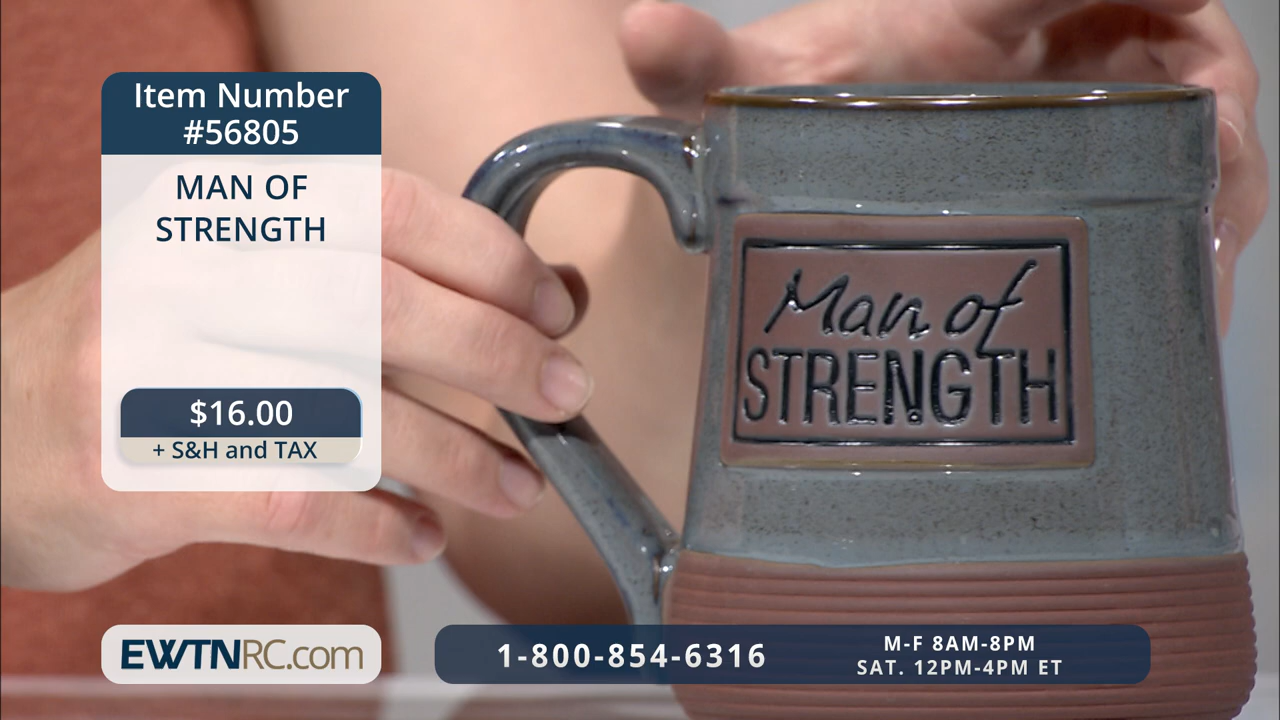 Item Number
#56805
MAN OF
STRENGTH
$16.00
+ S&H and TAX
Man of
STRENGTH
EWTNRC.com
1-800-854-6316
M-F 8AM-8PM
SAT. 12PM-4PM ET